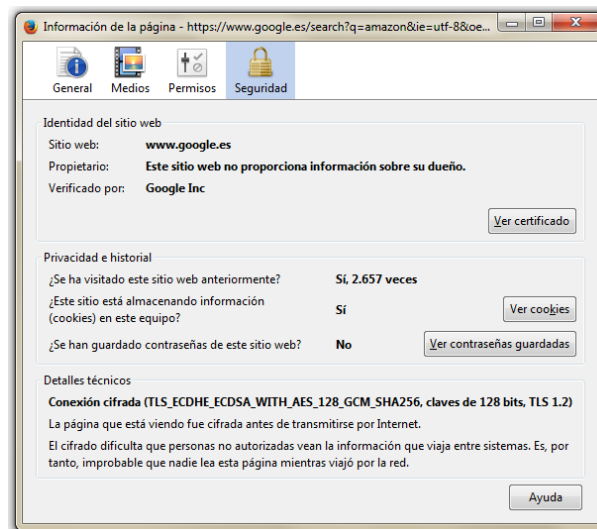 Información de la página - https://www.google.es/search?q=amazon&ie=utf-8&oe...
General Medios Permisos Seguridad
Identidad del sitio web
Sitio web: www.google.es
Propietario: Este sitio web no proporciona información sobre su dueño.
Verificado por: Google Inc
Ver certificado
Privacidad e historial
¿Se ha visitado este sitio web anteriormente? Sí, 2.657 veces
¿Este sitio está almacenando información
(cookies) en este equipo? Sí Ver cookies
¿Se han guardado contraseñas de este sitio web? No Ver contraseñas guardadas
Detalles técnicos
Conexión cifrada (TLS_ECDHE_ECDSA_WITH_AES_128_GCM_SHA256, claves de 128 bits, TLS 1.2)
La página que está viendo fue cifrada antes de transmitirse por Internet.
El cifrado dificulta que personas no autorizadas vean la información que viaja entre sistemas. Es, por
tanto, improbable que nadie lea esta página mientras viajó por la red.
Ayuda